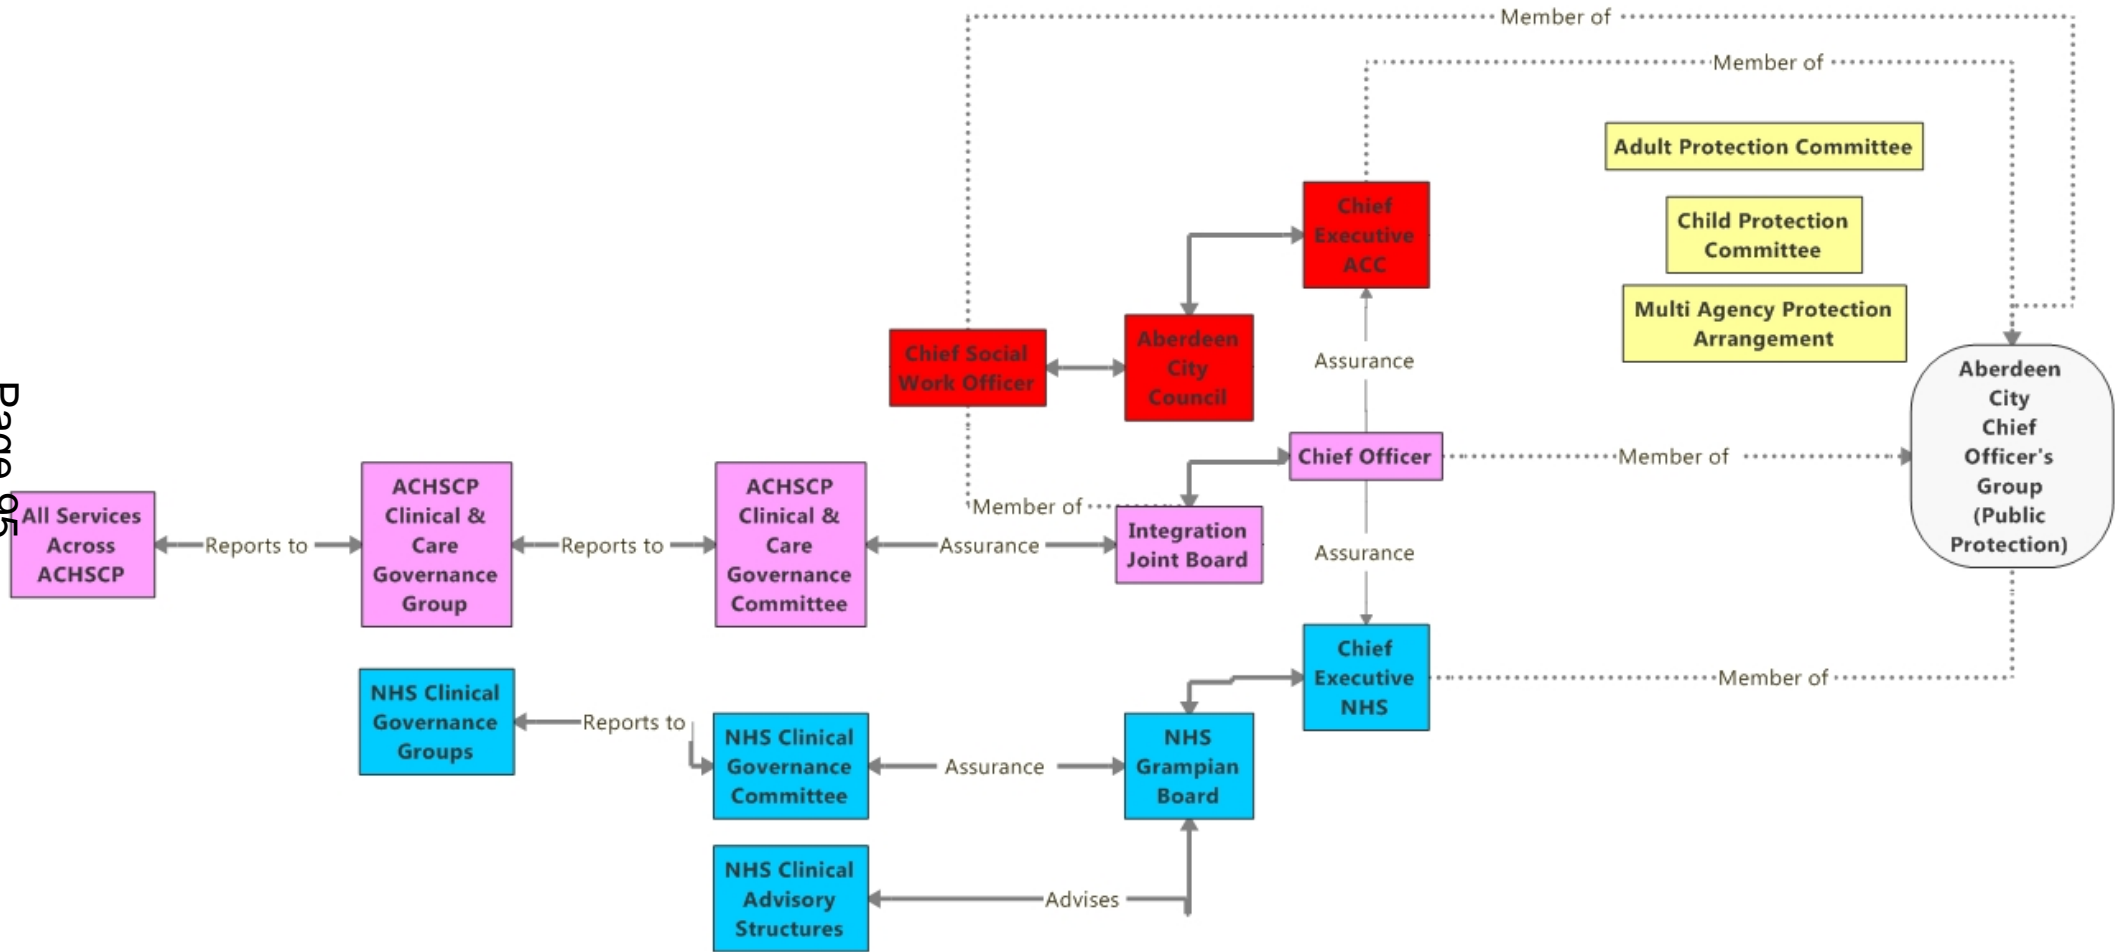 Member of
Member of
Adult Protection Committee
Chief
Executive
ACC
Child Protection
Committee
Multi Agency Protection
Arrangement
Chief Social
Work Officer
Aberdeen
City
Council
Assurance
Aberdeen
City
Chief
Officer's
Group
(Public
Protection)
Chief Officer
Member of
Page 95
All Services
Across
ACHSCP
Reports to
ACHSCP
Clinical &
Care
Governance
Group
Reports to
ACHSCP
Clinical &
Care
Governance
Committee
Assurance
Member of
Integration
Joint Board
Assurance
Chief
Executive
NHS
Member of
NHS Clinical
Governance
Groups
Reports to
NHS Clinical
Governance
Committee
Assurance
NHS
Grampian
Board
NHS Clinical
Advisory
Structures
Advises